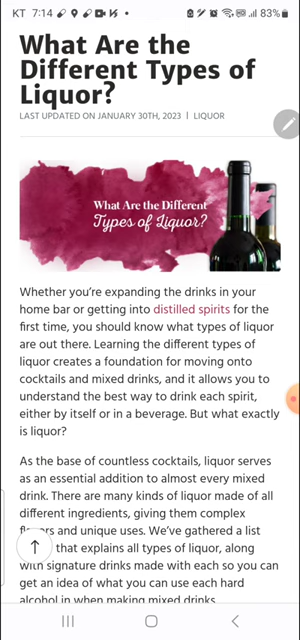 KT 7:14
83%
What Are the
Different Types of
Liquor?
LAST UPDATED ON JANUARY 30TH, 2023 | LIQUOR
What Are the Different
Types of Liquor?
Whether you're expanding the drinks in your
home bar or getting into distilled spirits for the
first time, you should know what types of liquor
are out there. Learning the different types of
liquor creates a foundation for moving onto
cocktails and mixed drinks, and it allows you to
understand the best way to drink each spirit,
either by itself or in a beverage. But what exactly
is liquor?
As the base of countless cocktails, liquor serves
as an essential addition to almost every mixed
drink. There are many kinds of liquor made of all
different ingredients, giving them complex
and unique uses. We've gathered a list
that explains all types of liquor, along
with signature drinks made with each so you can
get an idea of what you can use each hard
alcohol in when making mixed drinks.